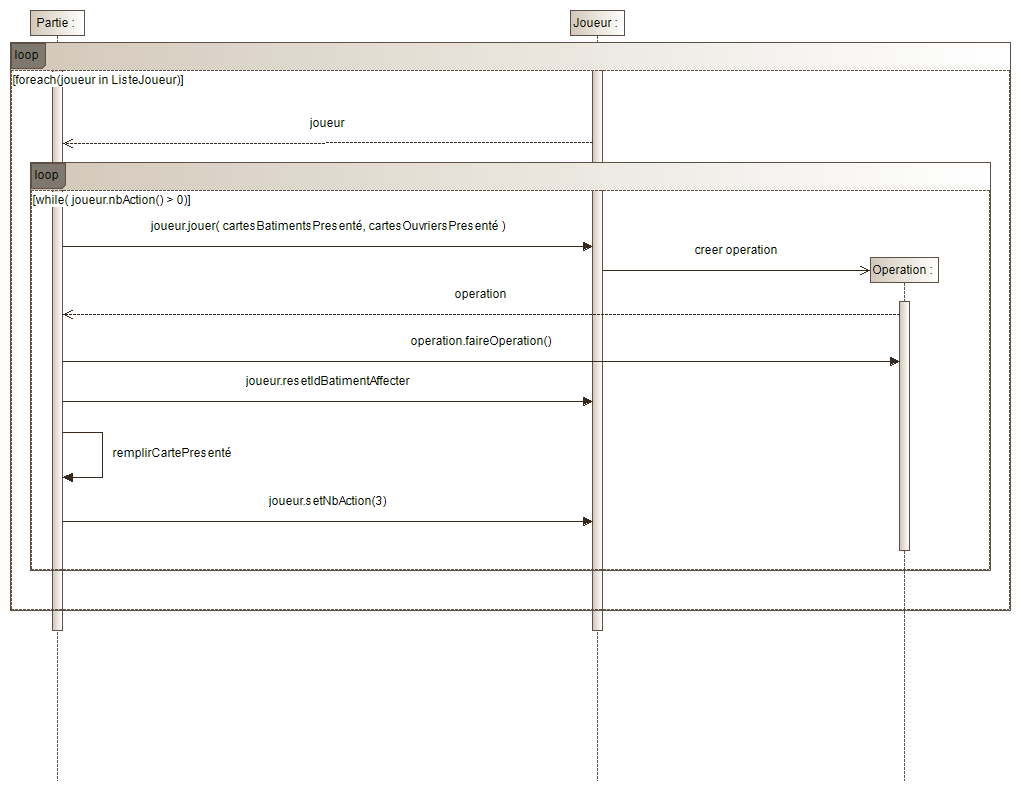 Partie :
Joueur :
loop
[foreach(joueur in ListeJoueur)]
joueur
loop
[while( joueur.nbAction() > 0)]
joueur.jouer( cartesBatimentsPresenté, cartesOuvriersPresenté )
creer operation
Operation :
operation
operation.faireOperation()
joueur.resetIdBatimentAffecter
remplirCartePresenté
joueur.setNbAction(3)